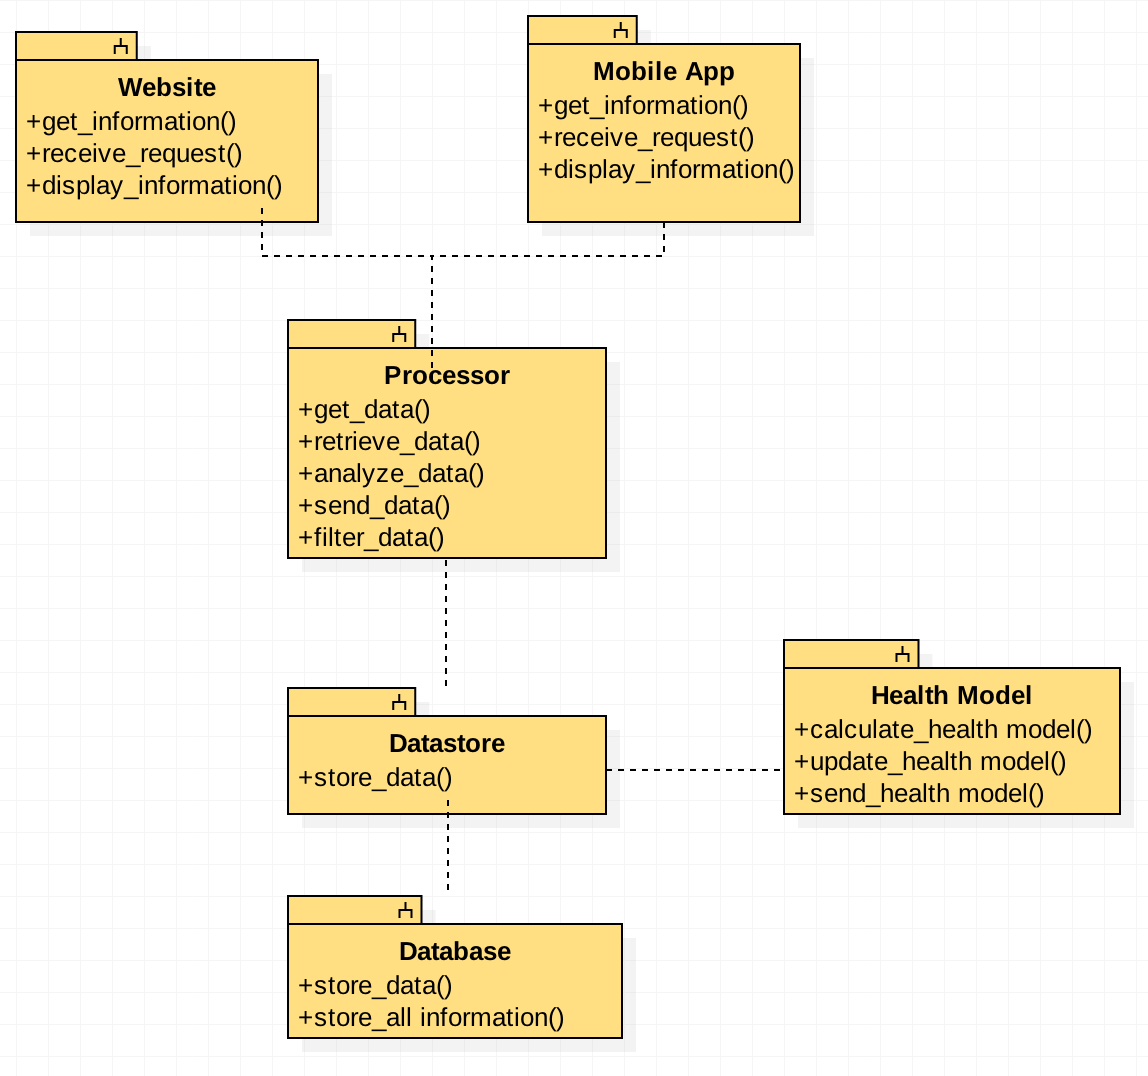 Website
+get_information()
+receive_request()
+display_information()
Mobile App
+get_information()
+receive_request()
+display_information()
Processor
+get_data()
+retrieve_data()
+analyze_data()
+send_data()
+filter_data()
Datastore
+store_data()
Health Model
+calculate_health model()
+update_health model()
+send_health model()
Database
+store_data()
+store_all information()